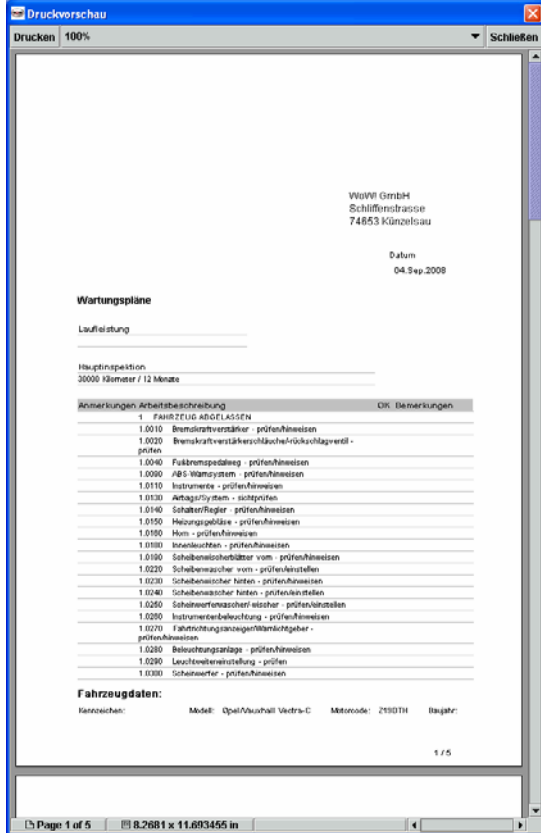 Druckvorschau
Drucken 100% Schließen
WoW! GmbH
Schliffenstrasse
74653 Künzelsau
Datum
04.Sep.2008
Wartungspläne
Laufleistung
Hauptinspektion
30000 Kilometer / 12 Monate
Anmerkungen Arbeitsbeschreibung OK Bemerkungen
1 FAHRZEUG ABGELASSEN
1.0010 Bremskraftverstärker - prüfen/hinweisen
1.0020 Bremskraftverstärkerschläuche/-rückschlagventil -
prüfen
1.0040 Fußbremspedalweg - prüfen/hinweisen
1.0090 ABS-Warnsystem - prüfen/hinweisen
1.0110 Instrumente - prüfen/hinweisen
1.0130 Airbags/System - sichtprüfen
1.0140 Schalter/Regler - prüfen/hinweisen
1.0150 Heizungsgebläse - prüfen/hinweisen
1.0160 Horn - prüfen/hinweisen
1.0180 Innenleuchten - prüfen/hinweisen
1.0190 Scheibenwischerblätter vorn - prüfen/hinweisen
1.0220 Scheibenwascher vorn - prüfen/einstellen
1.0230 Scheibenwischer hinten - prüfen/hinweisen
1.0240 Scheibenwascher hinten - prüfen/einstellen
1.0250 Scheinwerferwascher/-wischer - prüfen/einstellen
1.0260 Instrumentenbeleuchtung - prüfen/hinweisen
1.0270 Fahrtrichtungsanzeiger/Warnlichtgeber -
prüfen/hinweisen
1.0280 Beleuchtungsanlage - prüfen/hinweisen
1.0290 Leuchtweiteneinstellung - prüfen
1.0300 Scheinwerfer - prüfen/hinweisen
Fahrzeugdaten:
Kennzeichen: Modell: Opel/Vauxhall Vectra-C Motorcode: Z19DTH Baujahr:
1 / 5
Page 1 of 5 8.2681 x 11.693455 in